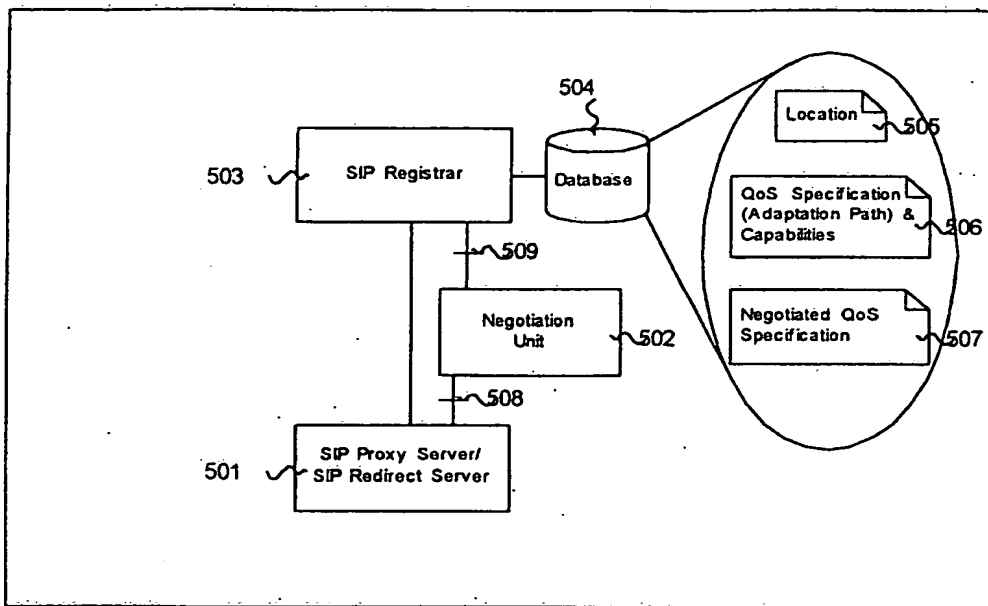 504
Location
505
503
SIP Registrar
Database
QoS Specification
(Adaptation Path) &
Capabilities
506
509
Negotiation
Unit
502
Negotiated QoS
Specification
507
508
501
SIP Proxy Server/
SIP Redirect Server